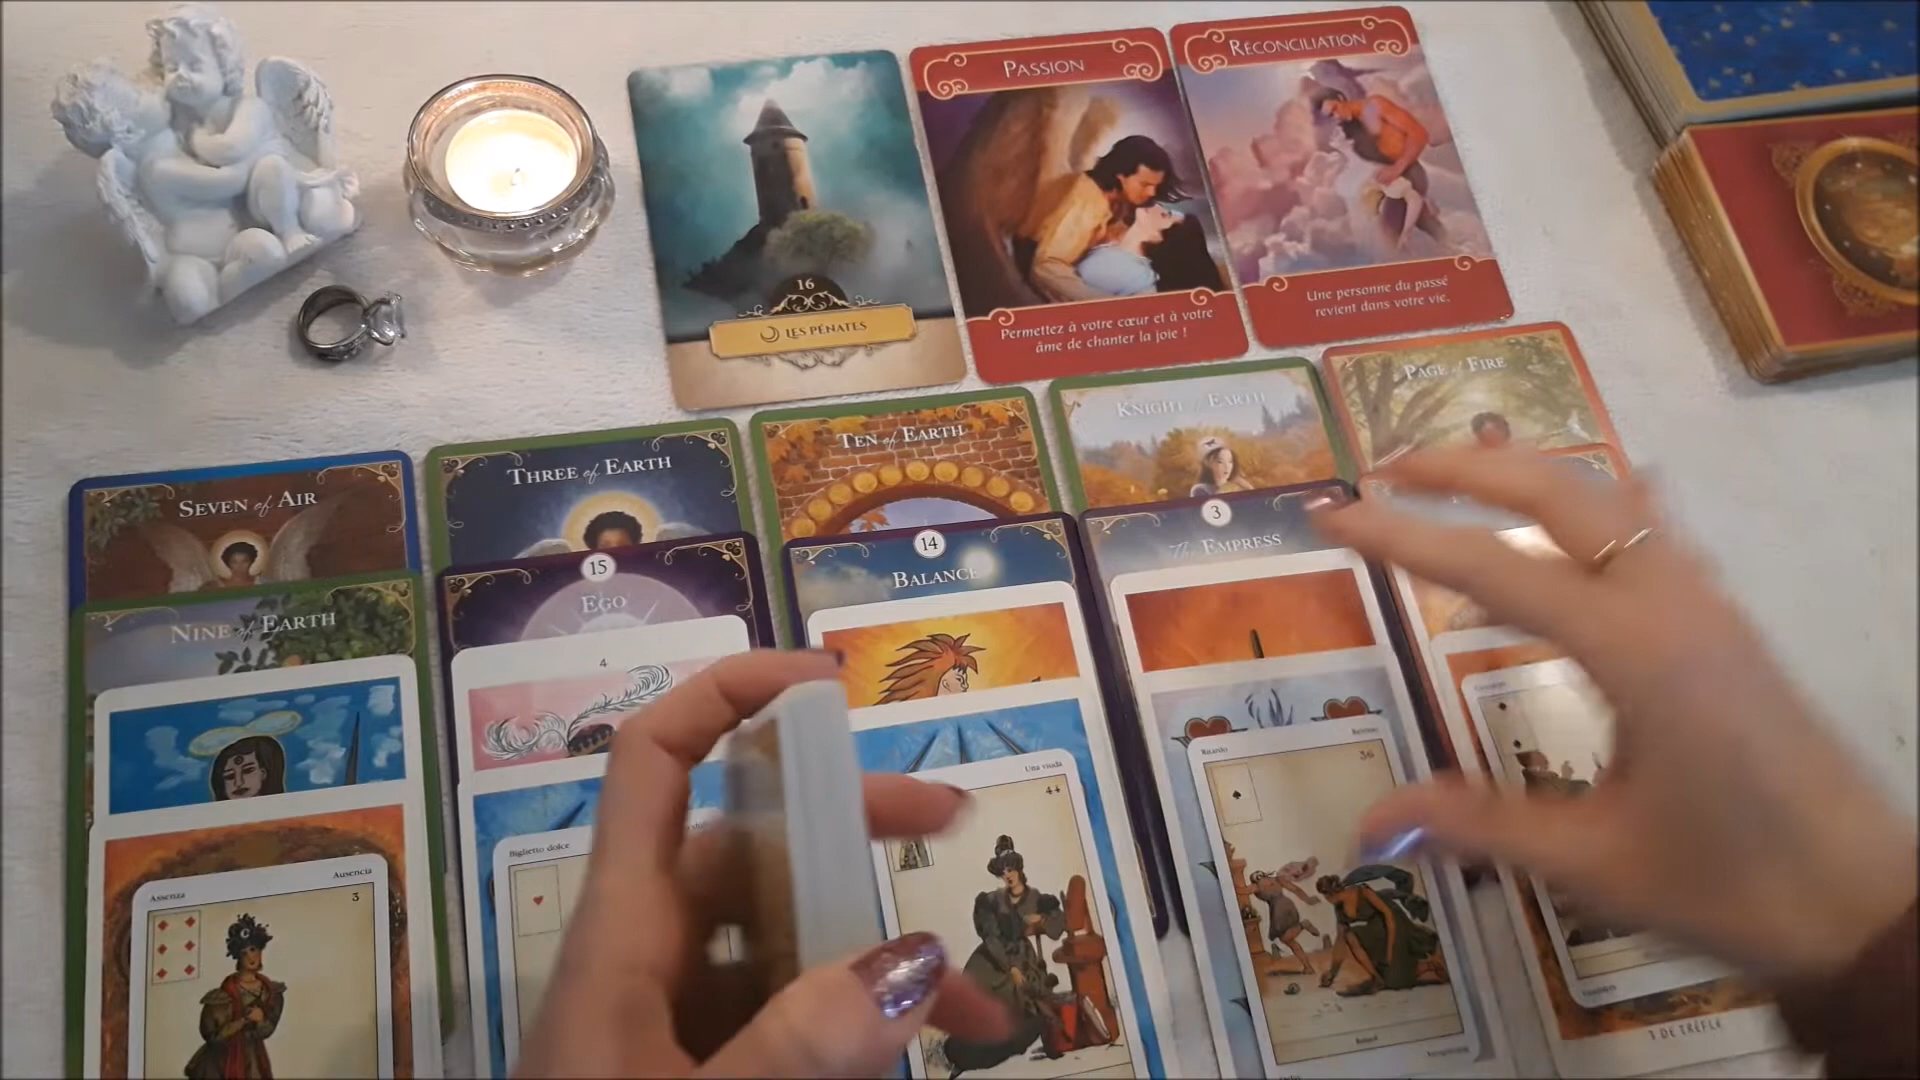 PASSION
RÉCONCILIATION
16
LES PÉNATES
Permettez à votre cœur et à votre
âme de chanter la joie !
Une personne du passé
revient dans votre vie.
SEVEN of AIR
THREE of EARTH
TEN of EARTH
KNIGHT of EARTH
PAGE of FIRE
NINE of EARTH
15
EGO
14
BALANCE
3
The EMPRESS
4
Assenza
Ausencia
3
Biglietto dolce
Una viuda
44
Ritardo
36
DE TRÈFLE